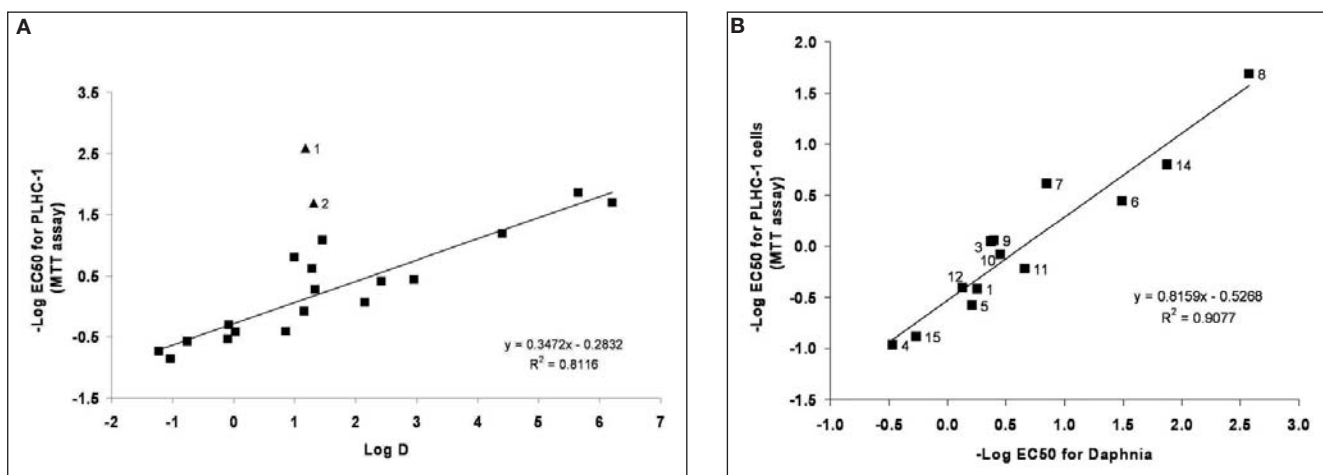 A
3.5
2.5
1.5
0.5
-0.5
-1.5
-2 -1 0 1 2 3 4 5 6 7
-Log EC50 for PLHC-1
(MTT assay)
Log D
1
2
y = 0.3472x - 0.2832
R² = 0.8116
B
2.0
1.5
1.0
0.5
0.0
-0.5
-1.0
-1.5
-1.0 -0.5 0.0 0.5 1.0 1.5 2.0 2.5 3.0
-Log EC50 for PLHC-1 cells
(MTT assay)
-Log EC50 for Daphnia
8
14
7
6
3 9
10
11
12 1
5
15
4
y = 0.8159x - 0.5268
R² = 0.9077